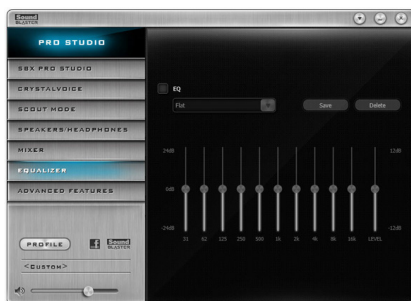 Sound
BLASTER
PRO STUDIO
SBX PRO STUDIO
CRYSTALVOICE
SCOUT MODE
SPEAKERS/HEADPHONES
MIXER
EQUALIZER
ADVANCED FEATURES
PROFILE
f
Sound
BLASTER
<CUSTOM>
EQ
Flat
Save
Delete
24dB
12dB
0dB
-24dB
-12dB
31 62 125 250 500 1k 2k 4k 8k 16k LEVEL